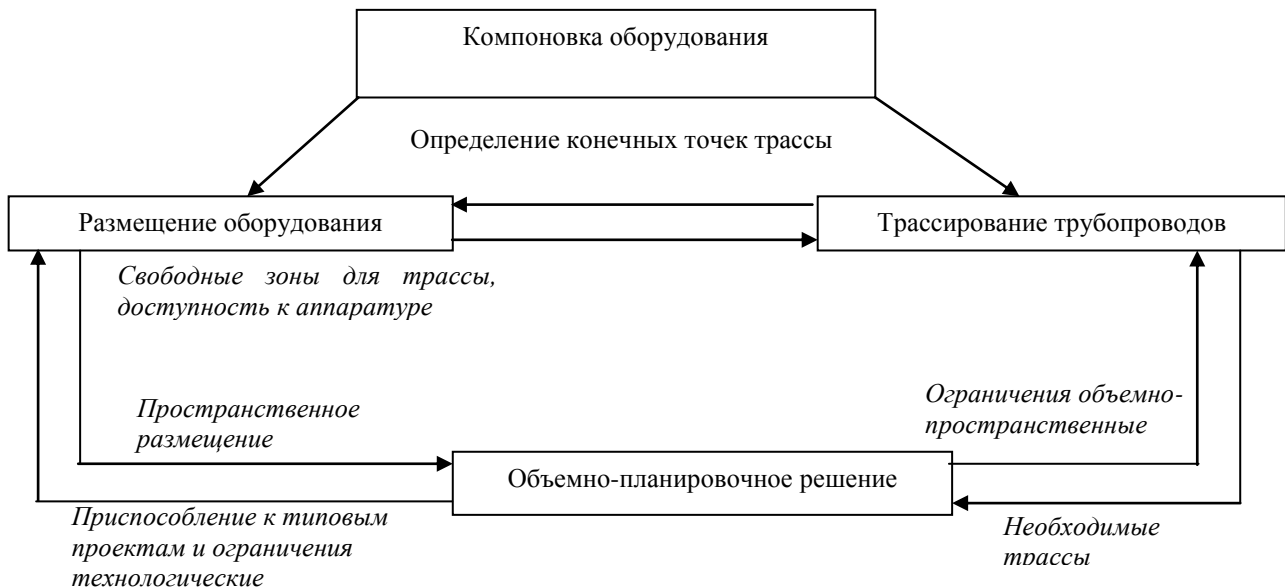 Компоновка оборудования
Определение конечных точек трассы
Размещение оборудования
Трассирование трубопроводов
Свободные зоны для трассы,
доступность к аппаратуре
Пространственное
размещение
Ограничения объемно-
пространственные
Объемно-планировочное решение
Приспособление к типовым
проектам и ограничения
технологические
Необходимые
трассы